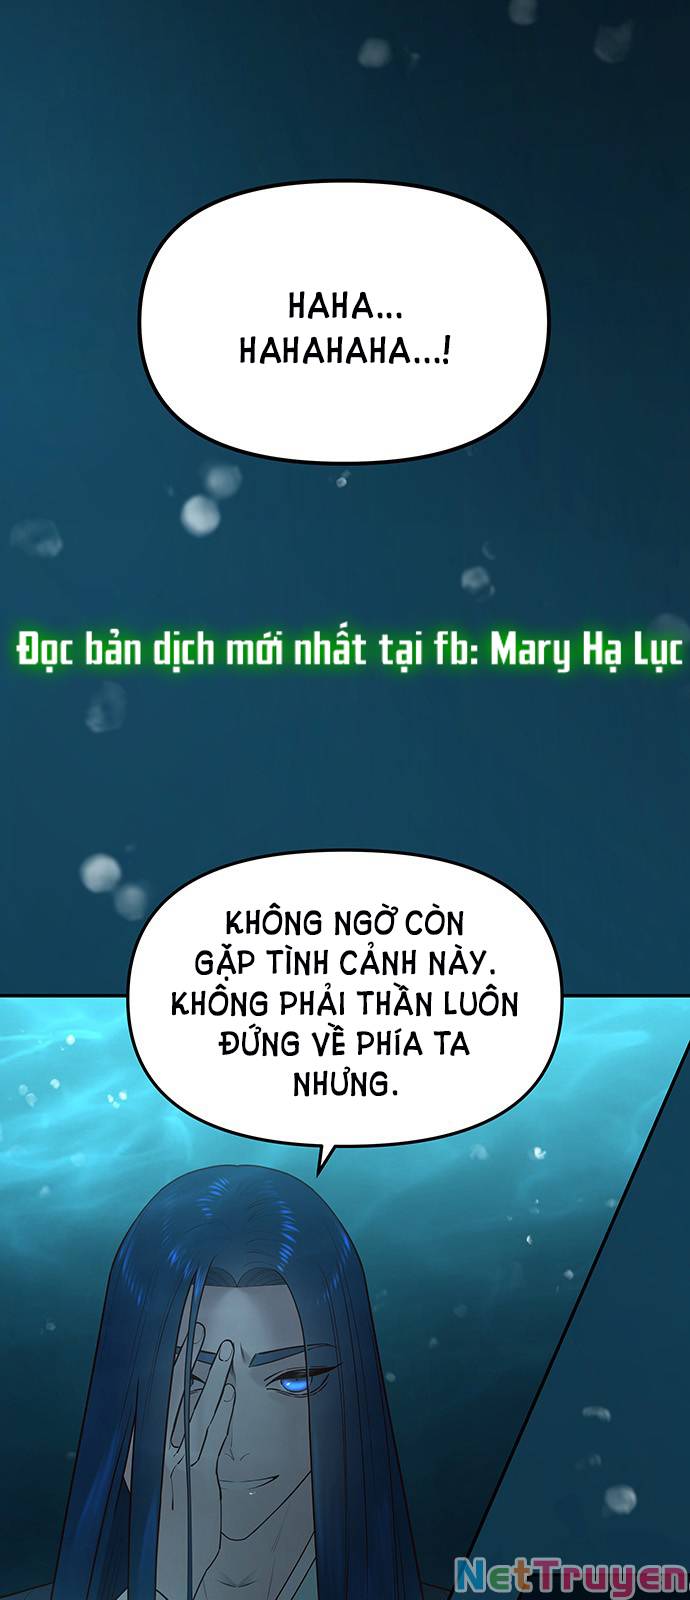 HAHA...
HAHAHAHA...!
Đọc bản dịch mới nhất tại fb: Mary Hạ Lục
KHÔNG NGỜ CÒN
GẶP TÌNH CẢNH NÀY.
KHÔNG PHẢI THẦN LUÔN
ĐỨNG VỀ PHÍA TA
NHƯNG.
NetTruyen